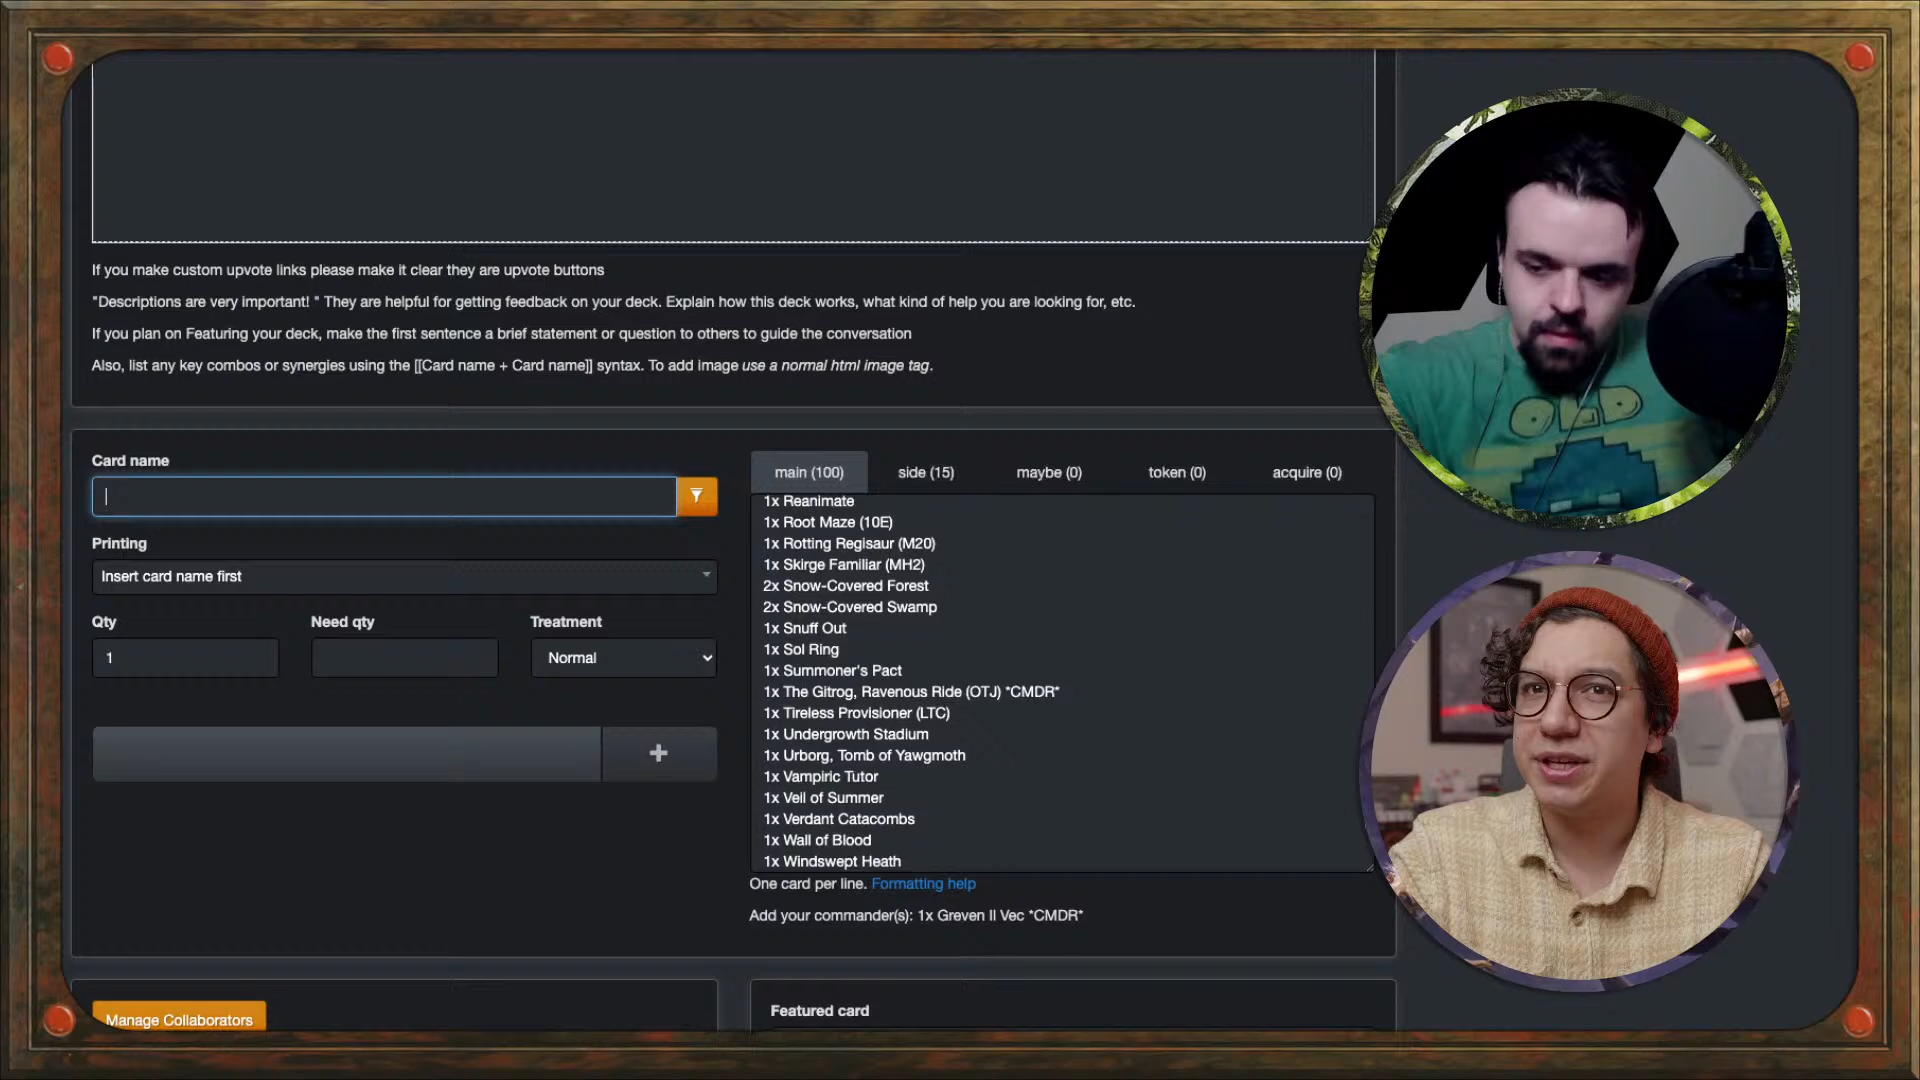 If you make custom upvote links please make it clear they are upvote buttons
"Descriptions are very important! " They are helpful for getting feedback on your deck. Explain how this deck works, what kind of help you are looking for, etc.
If you plan on Featuring your deck, make the first sentence a brief statement or question to others to guide the conversation
Also, list any key combos or synergies using the [[Card name + Card name]] syntax. To add image use a normal html image tag.
Card name
Printing
Insert card name first
Qty
Need qty
Treatment
1
Normal
+
main (100)
side (15)
maybe (0)
token (0)
acquire (0)
1x Reanimate
1x Root Maze (10E)
1x Rotting Regisaur (M20)
1x Skirge Familiar (MH2)
2x Snow-Covered Forest
2x Snow-Covered Swamp
1x Snuff Out
1x Sol Ring
1x Summoner's Pact
1x The Gitrog, Ravenous Ride (OTJ) *CMDR*
1x Tireless Provisioner (LTC)
1x Undergrowth Stadium
1x Urborg, Tomb of Yawgmoth
1x Vampiric Tutor
1x Veil of Summer
1x Verdant Catacombs
1x Wall of Blood
1x Windswept Heath
One card per line. Formatting help
Add your commander(s): 1x Greven Il Vec *CMDR*
Manage Collaborators
Featured card
OLD